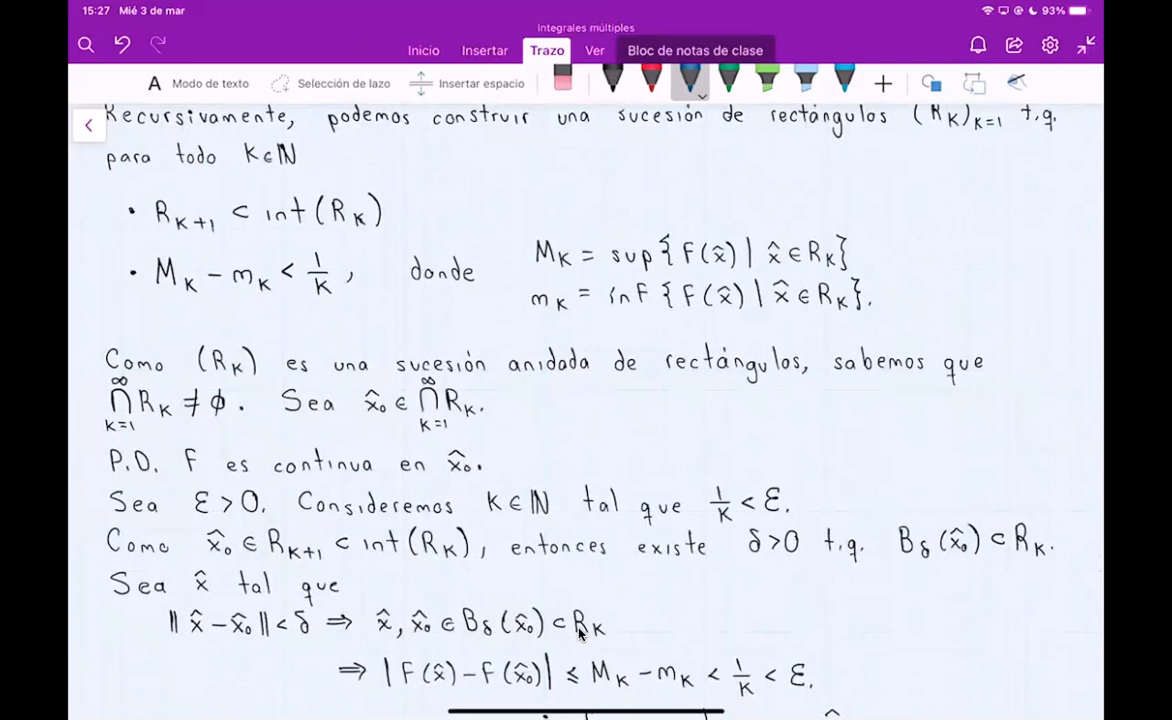 15:27 Mié 3 de mar
93%
Integrales múltiples
Inicio Insertar Trazo Ver Bloc de notas de clase
A Modo de texto Selección de lazo Insertar espacio
Recursivamente, podemos construir una sucesión de rectángulos (R_K)_{K=1} t.q.
para todo K∈ℕ
• R_{K+1} ⊂ int(R_K)
• M_K − m_K < 1/K, donde M_K = sup{F(x̂) | x̂ ∈ R_K}
m_K = inF {F(x̂) | x̂ ∈ R_K}.
Como (R_K) es una sucesión anidada de rectángulos, sabemos que
∩_{K=1}^∞ R_K ≠ ∅. Sea x̂₀ ∈ ∩_{K=1}^∞ R_K.
P.D. F es continua en x̂₀.
Sea ε > 0. Consideremos K∈ℕ tal que 1/K < ε.
Como x̂₀ ∈ R_{K+1} ⊂ int(R_K), entonces existe δ>0 t.q. B_δ(x̂₀) ⊂ R_K.
Sea x̂ tal que
‖x̂ − x̂₀‖ < δ ⇒ x̂, x̂₀ ∈ B_δ(x̂₀) ⊂ R_K
⇒ |F(x̂) − F(x̂₀)| ≤ M_K − m_K < 1/K < ε.